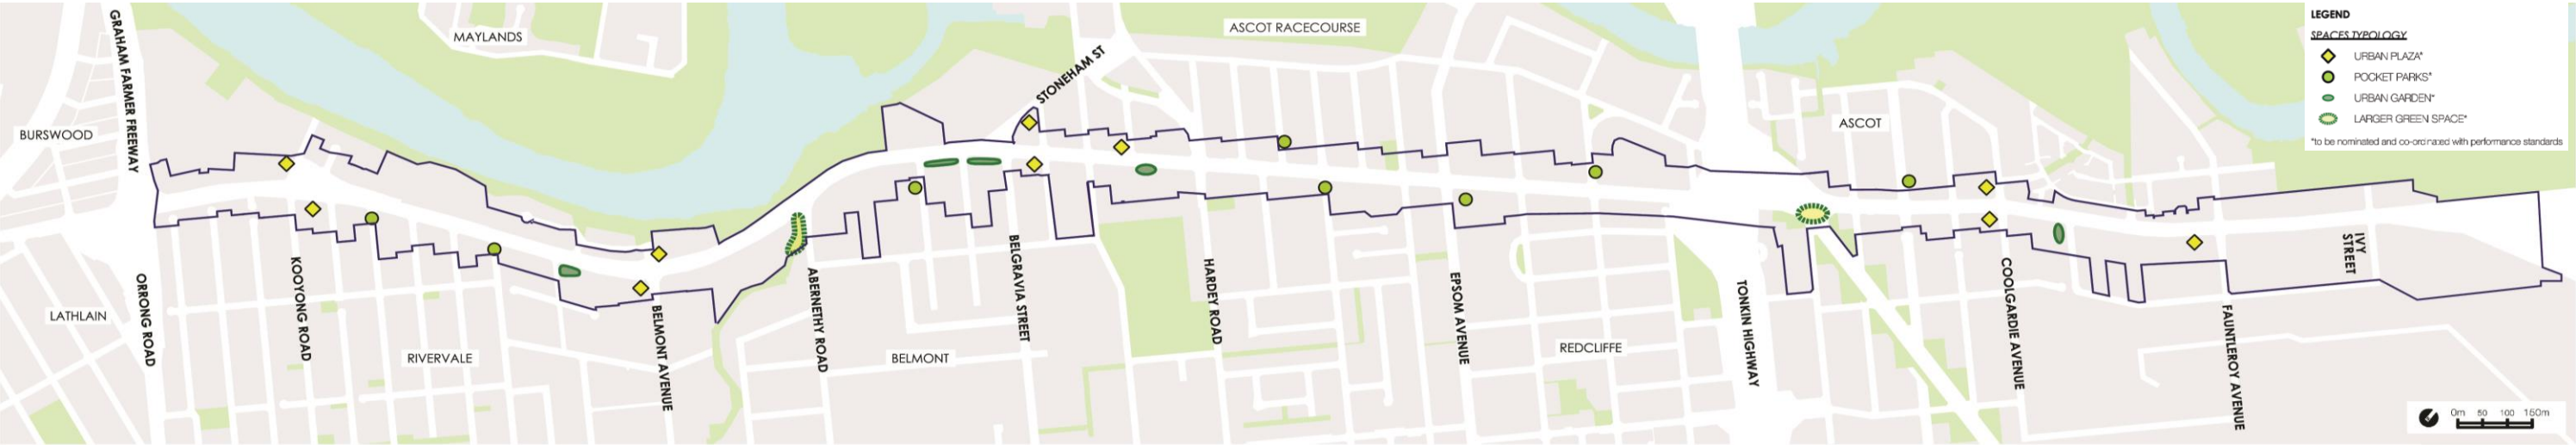 GRAHAM FARMER FREEWAY
MAYLANDS
STONEHAM ST
ASCOT RACECOURSE
LEGEND
SPACES TYPOLOGY
URBAN PLAZA*
POCKET PARKS*
URBAN GARDEN*
LARGER GREEN SPACE*
*to be nominated and co-ordinated with performance standards
BURSWOOD
ASCOT
LATHLAIN
ORRONG ROAD
KOOYONG ROAD
RIVERVALE
BELMONT AVENUE
ABERNETHY ROAD
BELMONT
BELGRAVIA STREET
HARDEY ROAD
EPSOM AVENUE
REDCLIFFE
TONKIN HIGHWAY
COOLGARDIE AVENUE
FAUNTLEROY AVENUE
IVY
STREET
0m 50 100 150m